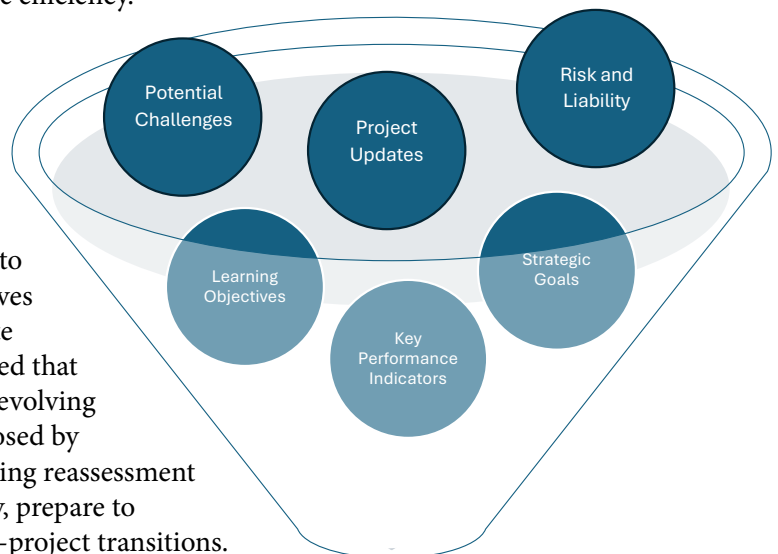 efficiency.
Potential
Challenges
Project
Updates
Risk and
Liability
Learning
Objectives
Key
Performance
Indicators
Strategic
Goals
to
ves
ed that
evolving
osed by
ing reassessment
, prepare to
-project transitions.